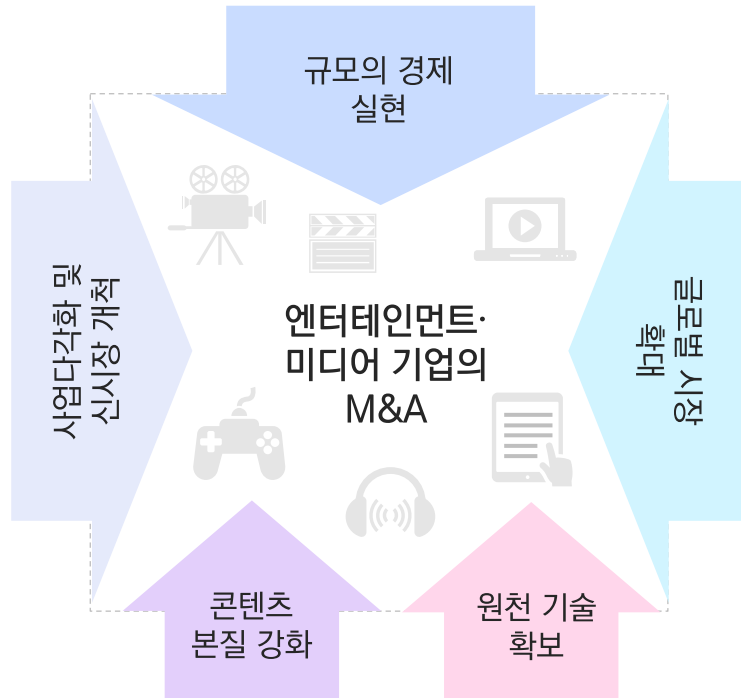 규모의 경제
실현
사업다각화 및
신시장 개척
엔터테인먼트·
미디어 기업의
M&A
글로벌 시장
확대
콘텐츠
본질 강화
원천 기술
확보